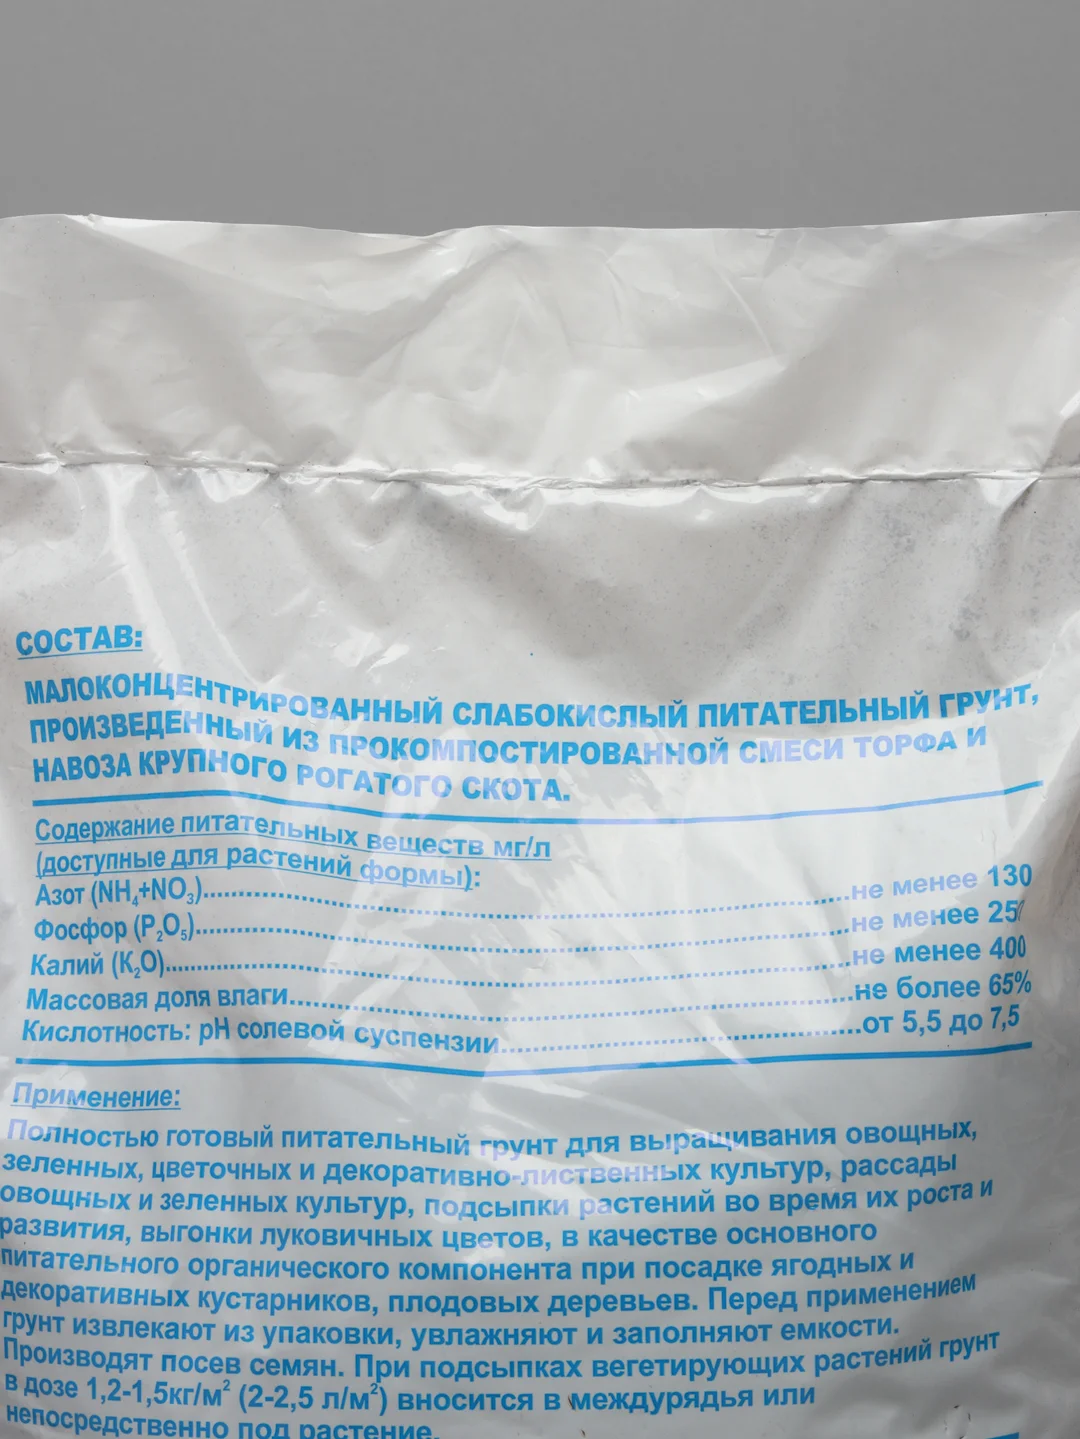 СОСТАВ:
МАЛОКОНЦЕНТРИРОВАННЫЙ СЛАБОКИСЛЫЙ ПИТАТЕЛЬНЫЙ ГРУНТ,
ПРОИЗВЕДЕННЫЙ ИЗ ПРОКОМПОСТИРОВАННОЙ СМЕСИ ТОРФА И
НАВОЗА КРУПНОГО РОГАТОГО СКОТА.
Содержание питательных веществ мг/л
(доступные для растений формы):
Азот (NH₄+NO₃)...не менее 130
Фосфор (P₂O₅)...не менее
Калий (K₂O)...не менее 400
Массовая доля влаги...не более 65%
Кислотность: pH солевой суспензии...от 5,5 до 7,5
Применение:
Полностью готовый питательный грунт для выращивания овощных,
зеленных, цветочных и декоративно-лиственных культур, рассады
овощных и зеленных культур, подсыпки растений во время их роста и
развития, выгонки луковичных цветов, в качестве основного
питательного органического компонента при посадке ягодных и
декоративных кустарников, плодовых деревьев. Перед применением
грунт извлекают из упаковки, увлажняют и заполняют емкости.
Производят посев семян. При подсыпках вегетирующих растений грунт
в дозе 1,2-1,5кг/м² (2-2,5 л/м²) вносится в междурядья или
непосредственно под растение.